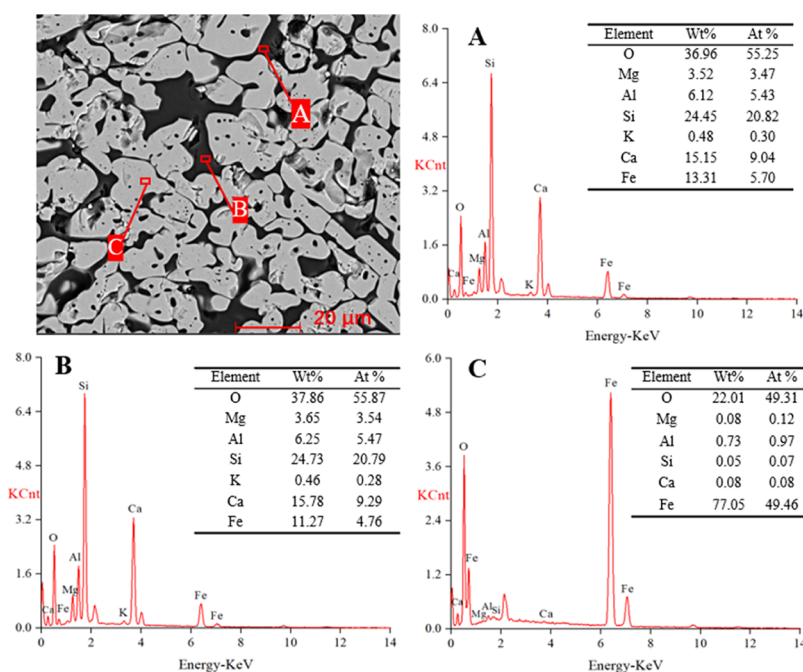 A
B
C
20 μm
A
Element Wt% At %
O 36.96 55.25
Mg 3.52 3.47
Al 6.12 5.43
Si 24.45 20.82
K 0.48 0.30
Ca 15.15 9.04
Fe 13.31 5.70
8.0
6.4
4.8
KCnt
3.2
1.6
0.0
Si
O
Ca
Al
Mg
Ca
Fe
K
Fe
Fe
0 2 4 6 8 10 12 14
Energy-KeV
B
Element Wt% At %
O 37.86 55.87
Mg 3.65 3.54
Al 6.25 5.47
Si 24.73 20.79
K 0.46 0.28
Ca 15.78 9.29
Fe 11.27 4.76
8.0
6.4
4.8
KCnt
3.2
1.6
0.0
Si
Ca
O
Al
Mg
Ca
Fe
K
Fe
Fe
0 2 4 6 8 10 12 14
Energy-KeV
C
Element Wt% At %
O 22.01 49.31
Mg 0.08 0.12
Al 0.73 0.97
Si 0.05 0.07
Ca 0.08 0.08
Fe 77.05 49.46
6.0
4.8
3.6
KCnt
2.4
1.2
0.0
Fe
O
Fe
Ca
Mg
Al
Si
Ca
Fe
0 2 4 6 8 10 12 14
Energy-KeV